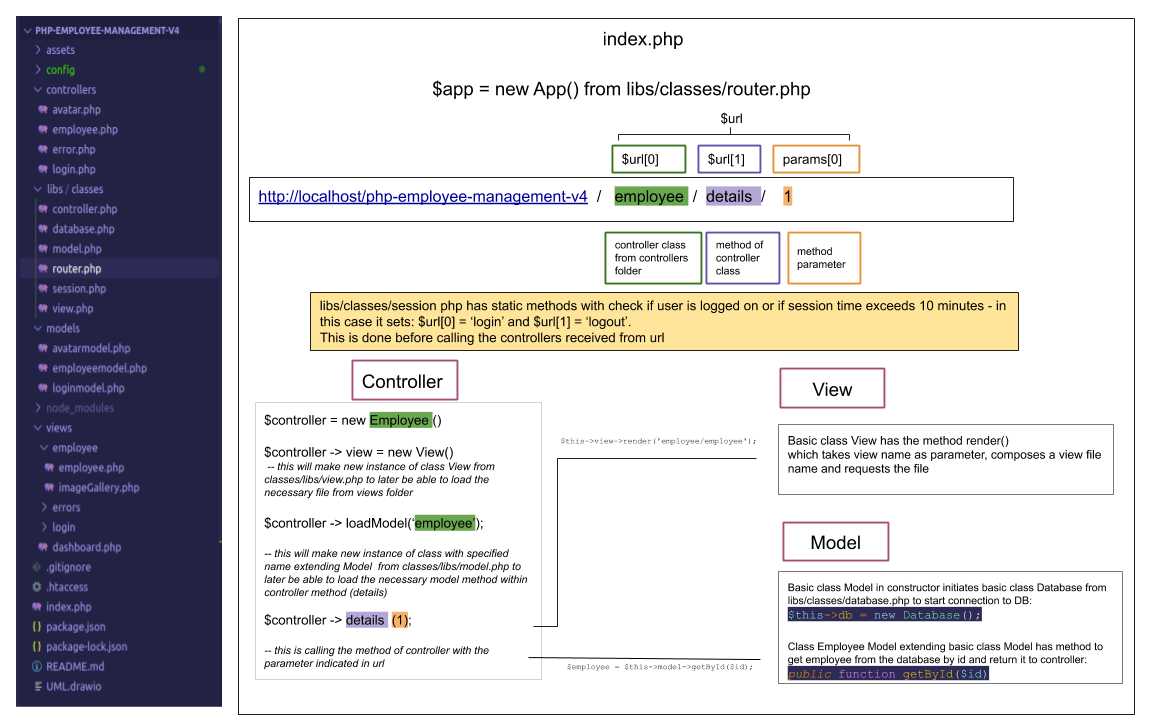 PHP-EMPLOYEE-MANAGEMENT-V4
assets
config
controllers
avatar.php
employee.php
error.php
login.php
libs / classes
controller.php
database.php
model.php
router.php
session.php
view.php
models
avatarmodel.php
employeemodel.php
loginmodel.php
node_modules
views
employee
employee.php
imageGallery.php
errors
login
dashboard.php
.gitignore
.htaccess
index.php
package.json
package-lock.json
README.md
UML.drawio
index.php
$app = new App() from libs/classes/router.php
$url
$url[0] $url[1] params[0]
http://localhost/php-employee-management-v4 / employee / details / 1
controller class
from controllers
folder
method of
controller
class
method
parameter
libs/classes/session php has static methods with check if user is logged on or if session time exceeds 10 minutes - in
this case it sets: $url[0] = ‘login’ and $url[1] = ‘logout’.
This is done before calling the controllers received from url
Controller
$controller = new Employee ()
$controller -> view = new View()
-- this will make new instance of class View from
classes/libs/view.php to later be able to load the
necessary file from views folder
$controller -> loadModel(‘employee’);
-- this will make new instance of class with specified
name extending Model from classes/libs/model.php to
later be able to load the necessary model method within
controller method (details)
$controller -> details (1);
-- this is calling the method of controller with the
parameter indicated in url
$this->view->render('employee/employee');
$employee = $this->model->getById($id);
View
Basic class View has the method render()
which takes view name as parameter, composes a view file
name and requests the file
Model
Basic class Model in constructor initiates basic class Database from
libs/classes/database.php to start connection to DB:
$this->db = new Database();
Class Employee Model extending basic class Model has method to
get employee from the database by id and return it to controller:
public function getById($id)